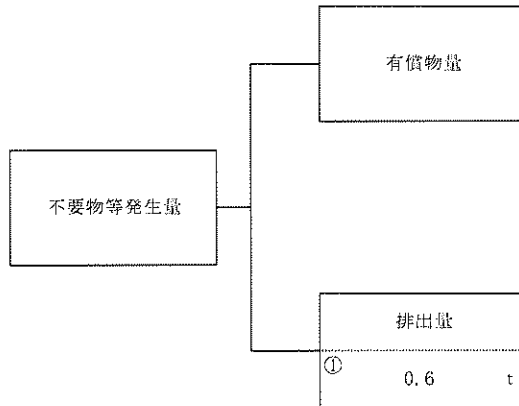 有償物量
不要物等発生量
排出量
①
0.6 t